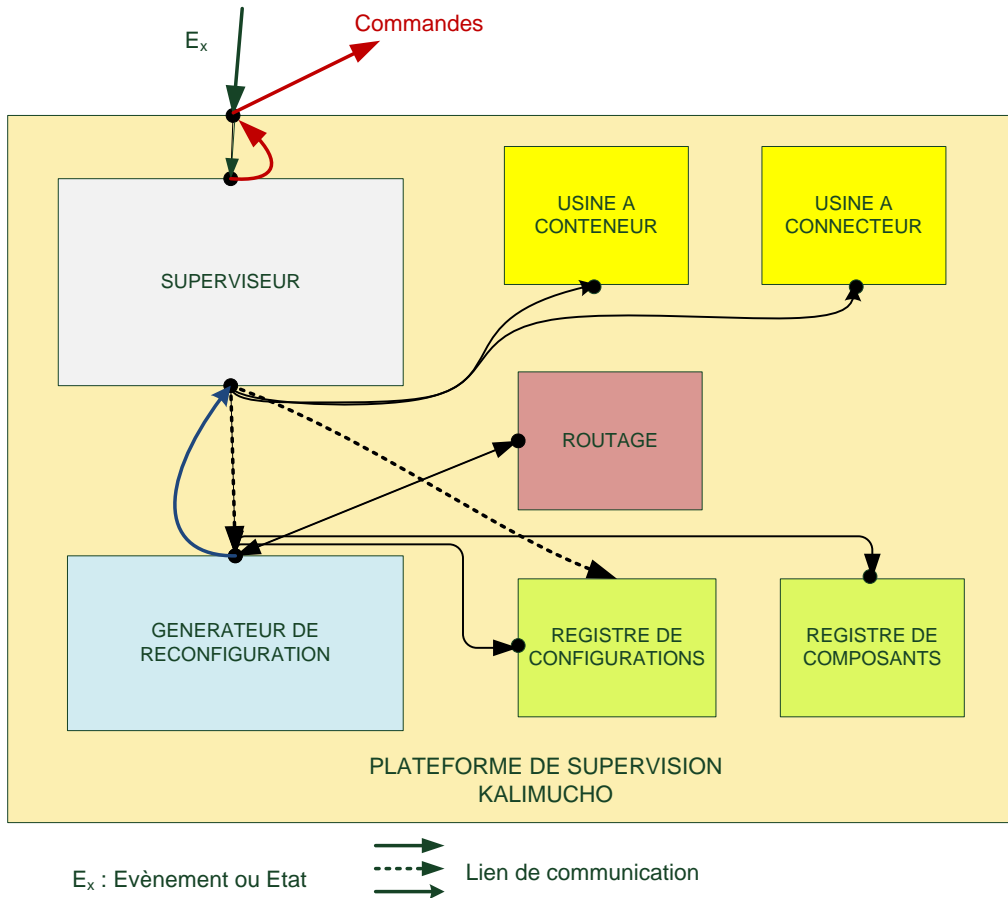 Commandes
Ex
USINE A
CONTENEUR
USINE A
CONNECTEUR
SUPERVISEUR
ROUTAGE
GENERATEUR DE
RECONFIGURATION
REGISTRE DE
CONFIGURATIONS
REGISTRE DE
COMPOSANTS
PLATEFORME DE SUPERVISION
KALIMUCHO
Ex : Evènement ou Etat
Lien de communication